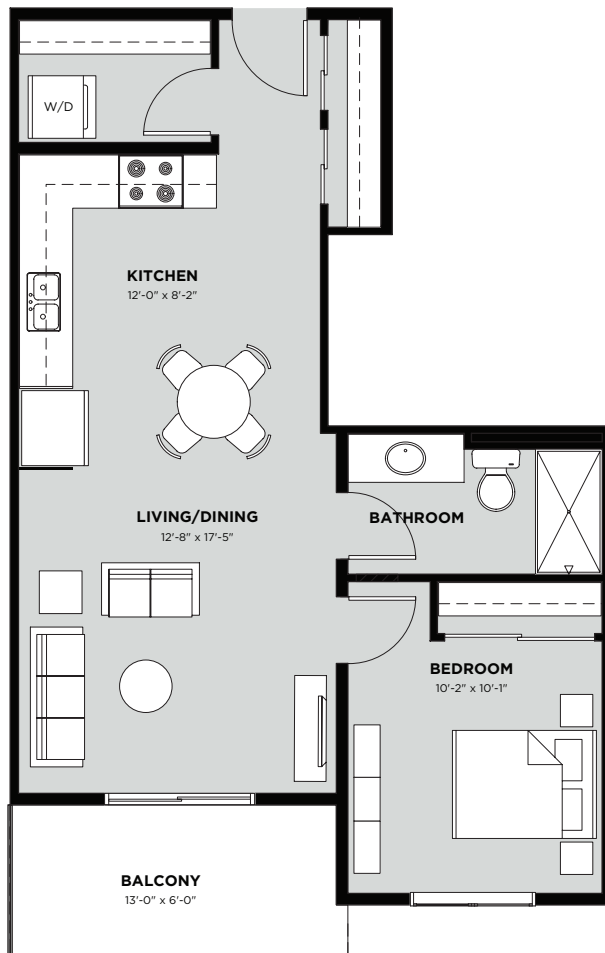 W/D
KITCHEN
12'-0" x 8'-2"
LIVING/DINING
12'-8" x 17'-5"
BATHROOM
BEDROOM
10'-2" x 10'-1"
BALCONY
13'-0" x 6'-0"